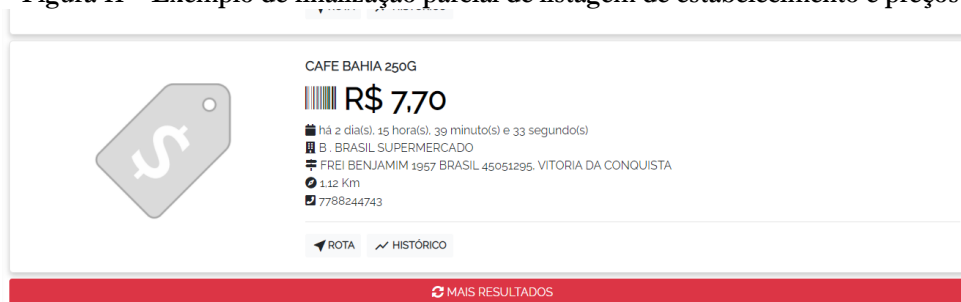 Figura 11 – Exemplo de finalização parcial de listagem de estabelecimento e preços
ROTA HISTÓRICO
CAFE BAHIA 250G
R$ 7,70
há 2 dia(s), 15 hora(s), 39 minuto(s) e 33 segundo(s)
B . BRASIL SUPERMERCADO
FREI BENJAMIM 1957 BRASIL 45051295, VITORIA DA CONQUISTA
1.12 Km
7788244743
ROTA HISTÓRICO
MAIS RESULTADOS